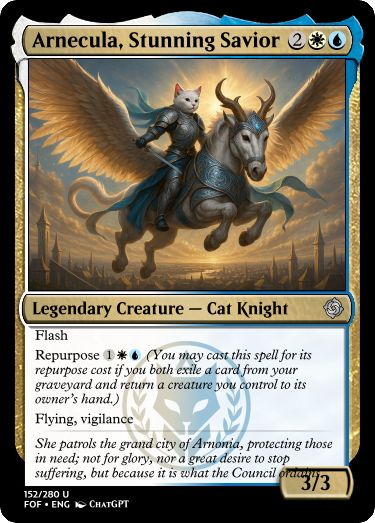 Arnecula, Stunning Savior 2
Legendary Creature — Cat Knight
Flash
Repurpose 1 (You may cast this spell for its
repurpose cost if you both exile a card from your
graveyard and return a creature you control to its
owner's hand.)
Flying, vigilance
She patrols the grand city of Arnonia, protecting those
in need; not for glory, nor a great desire to stop
suffering, but because it is what the Council ordains.
3/3
152/280 U
FOF • ENG ChatGPT